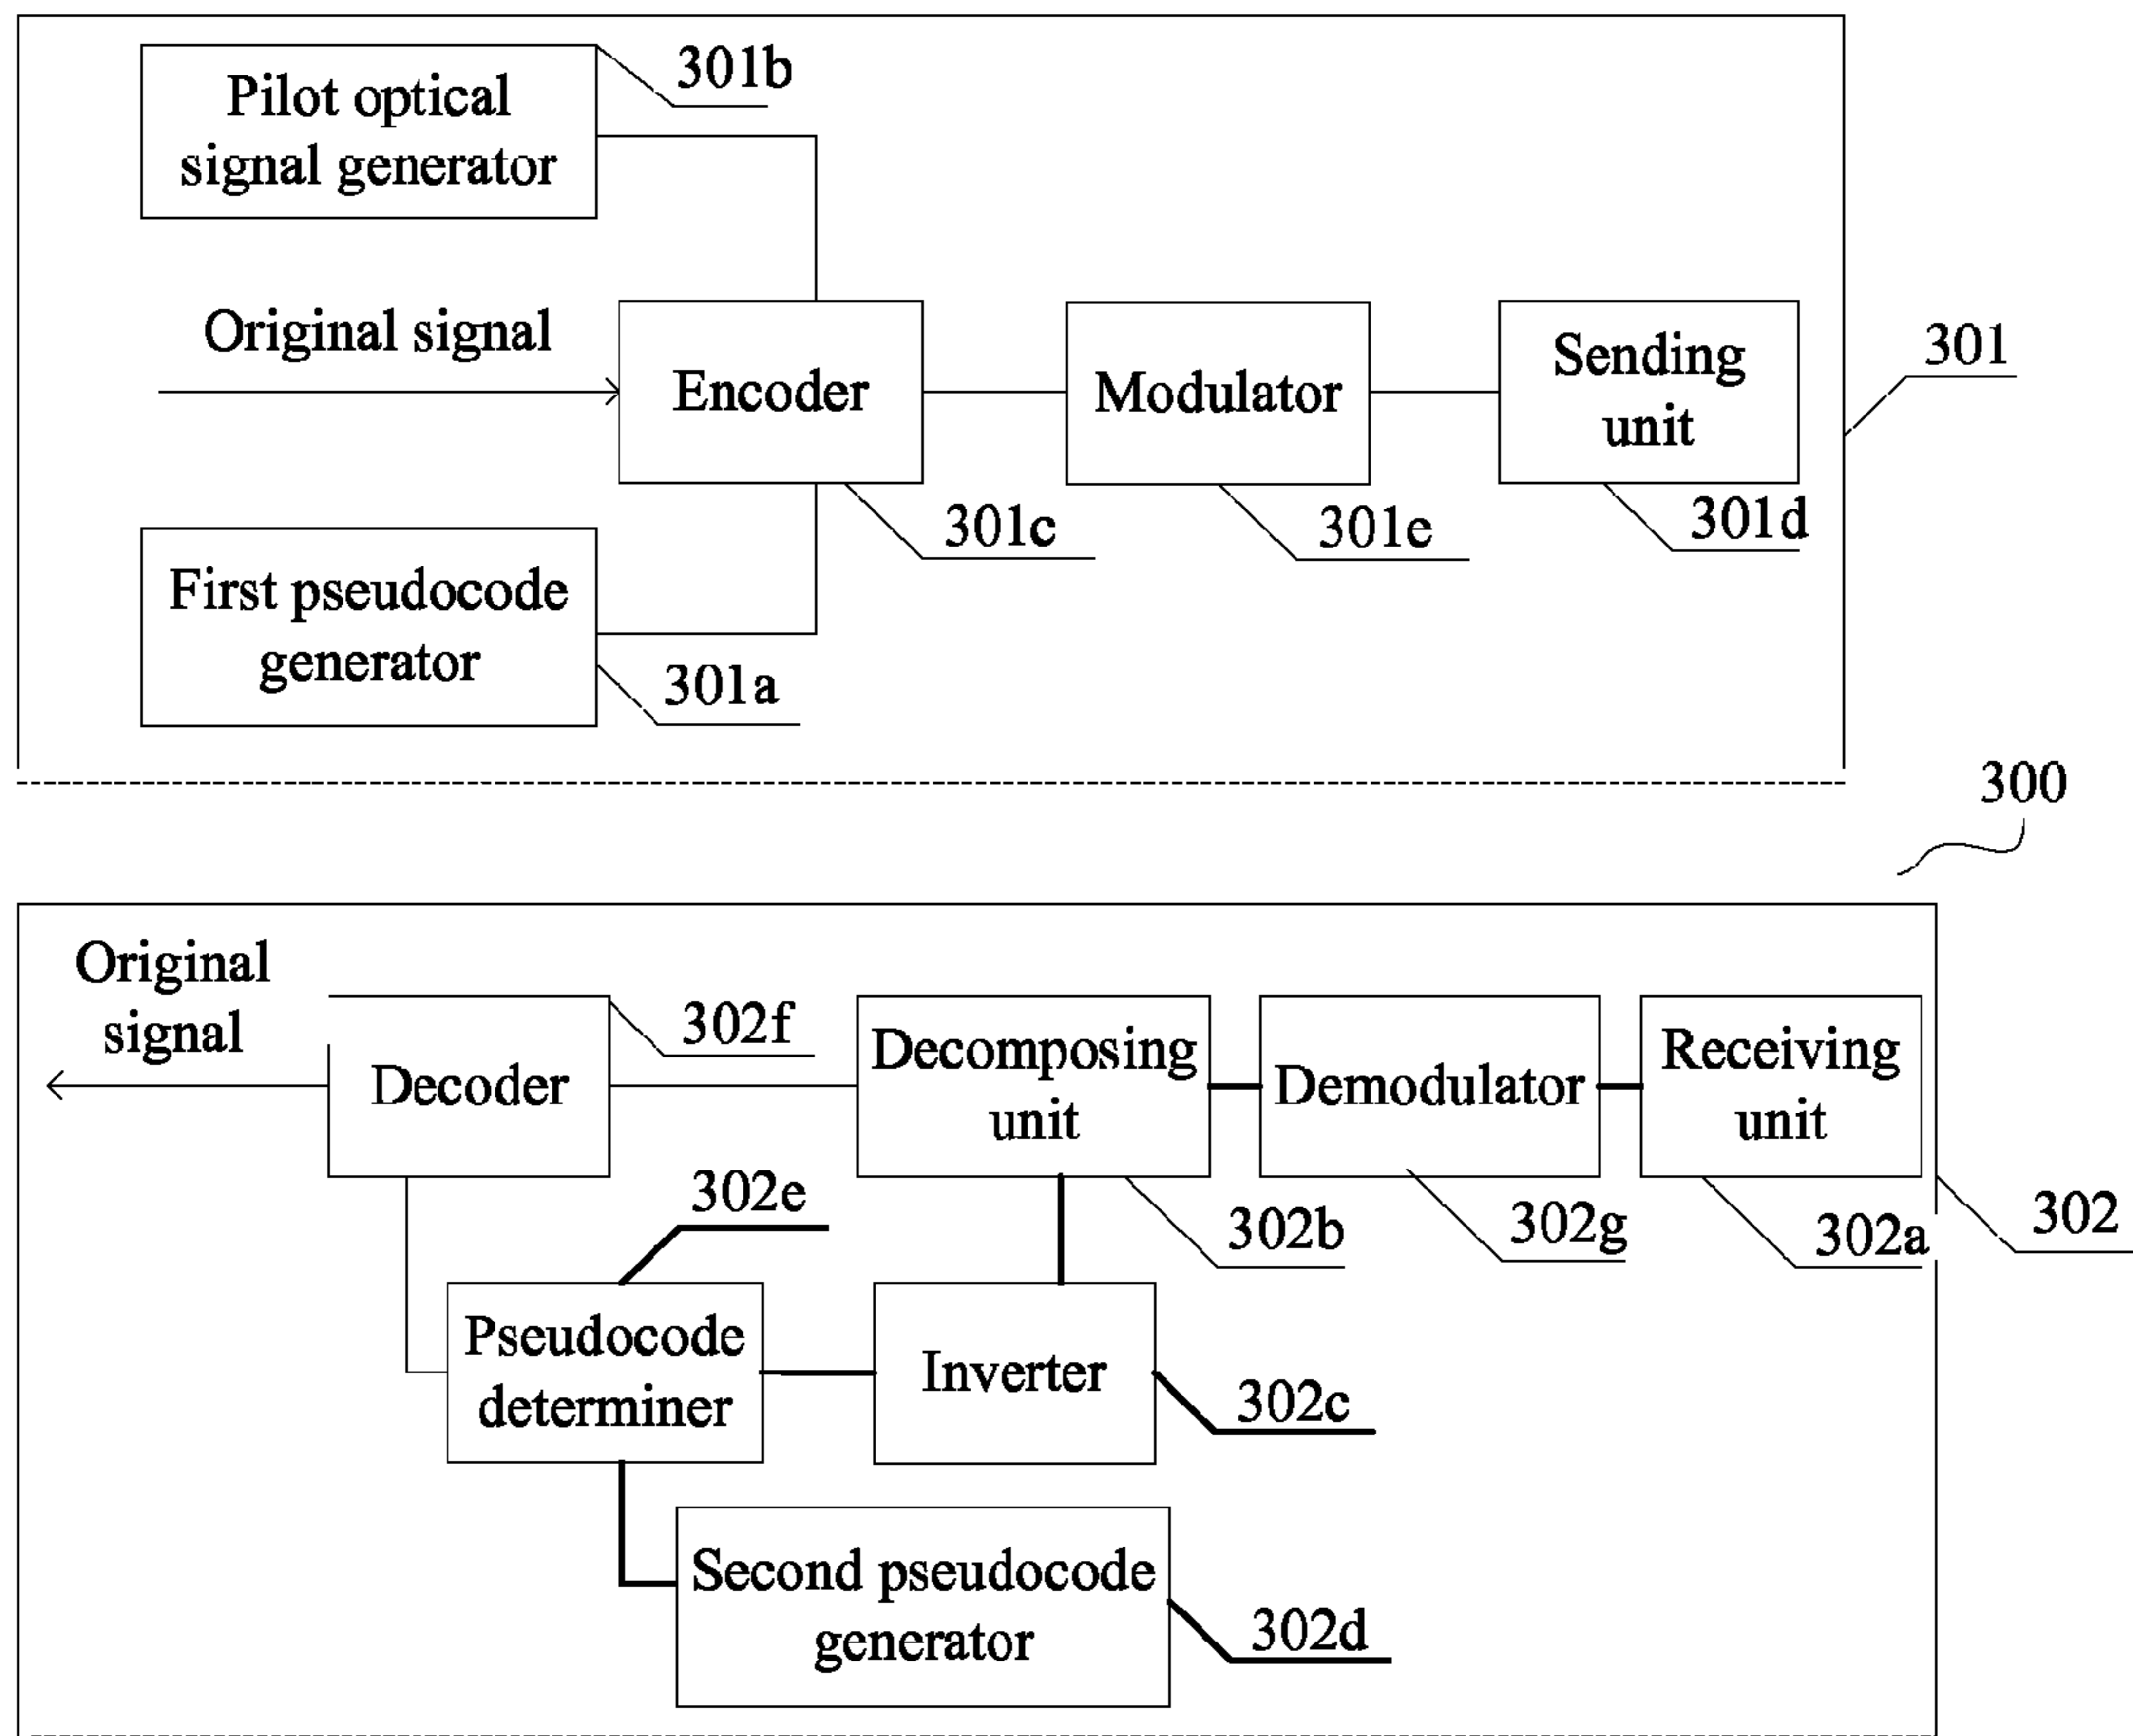 Pilot optical
signal generator
301b
Original signal
Encoder
Modulator
Sending
unit
301
301c
301e
301d
First pseudocode
generator
301a
300
Original
signal
302f
Decoder
Decomposing
unit
Demodulator
Receiving
unit
302e
302b
302g
302a
302
Pseudocode
determiner
Inverter
302c
Second pseudocode
generator
302d